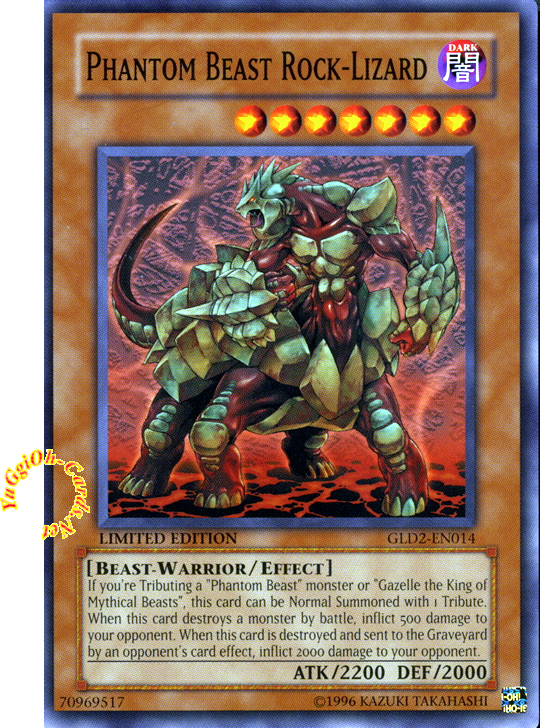 PHANTOM BEAST ROCK-LIZARD
DARK
闇
YuGgiOh-Cards.Net
LIMITED EDITION
GLD2-EN014
[BEAST-WARRIOR/EFFECT]
If you're Tributing a "Phantom Beast" monster or "Gazelle the King of
Mythical Beasts", this card can be Normal Summoned with 1 Tribute.
When this card destroys a monster by battle, inflict 500 damage to
your opponent. When this card is destroyed and sent to the Graveyard
by an opponent's card effect, inflict 2000 damage to your opponent.
ATK/2200 DEF/2000
70969517
©1996 KAZUKI TAKAHASHI